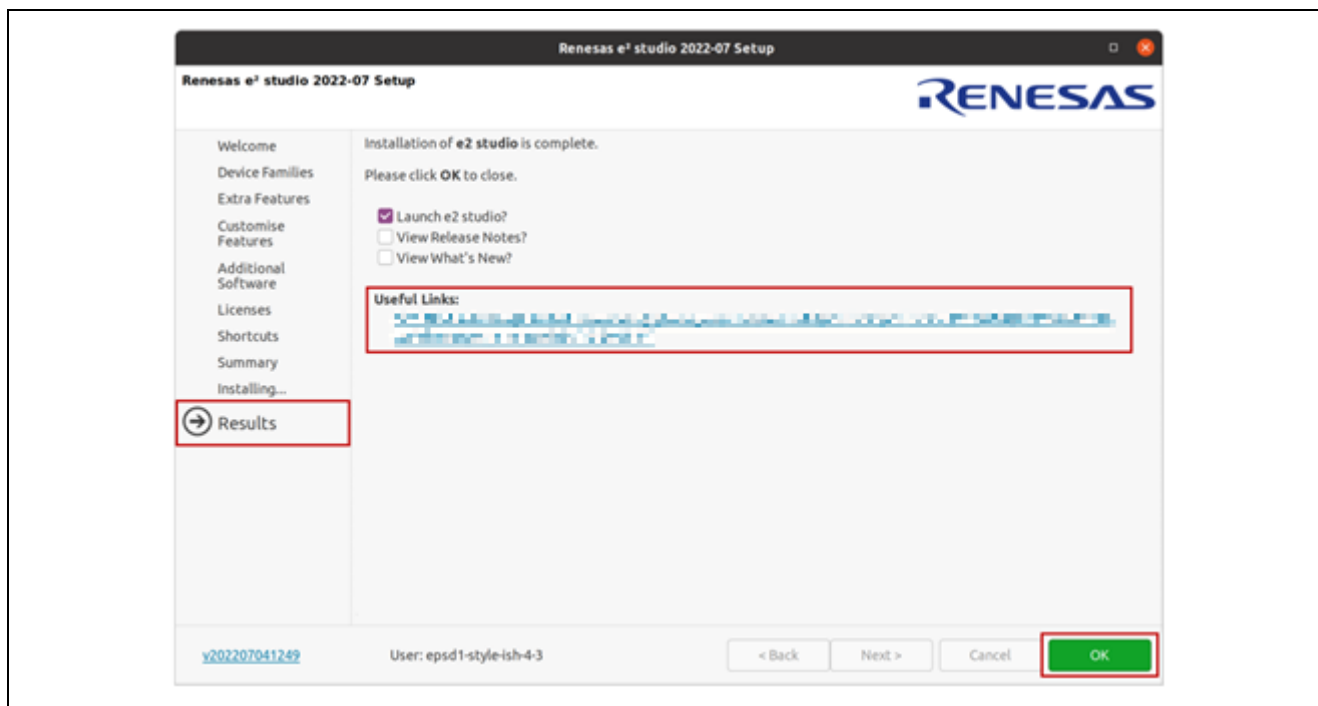 Renesas e² studio 2022-07 Setup
Renesas e² studio 2022-07 Setup
RENESAS
Welcome
Device Families
Extra Features
Customise
Features
Additional
Software
Licenses
Shortcuts
Summary
Installing...
Results
Installation of e2 studio is complete.
Please click OK to close.
Launch e2 studio?
View Release Notes?
View What's New?
Useful Links:
v202207041249
User: epsd1-style-ish-4-3
< Back
Next >
Cancel
OK